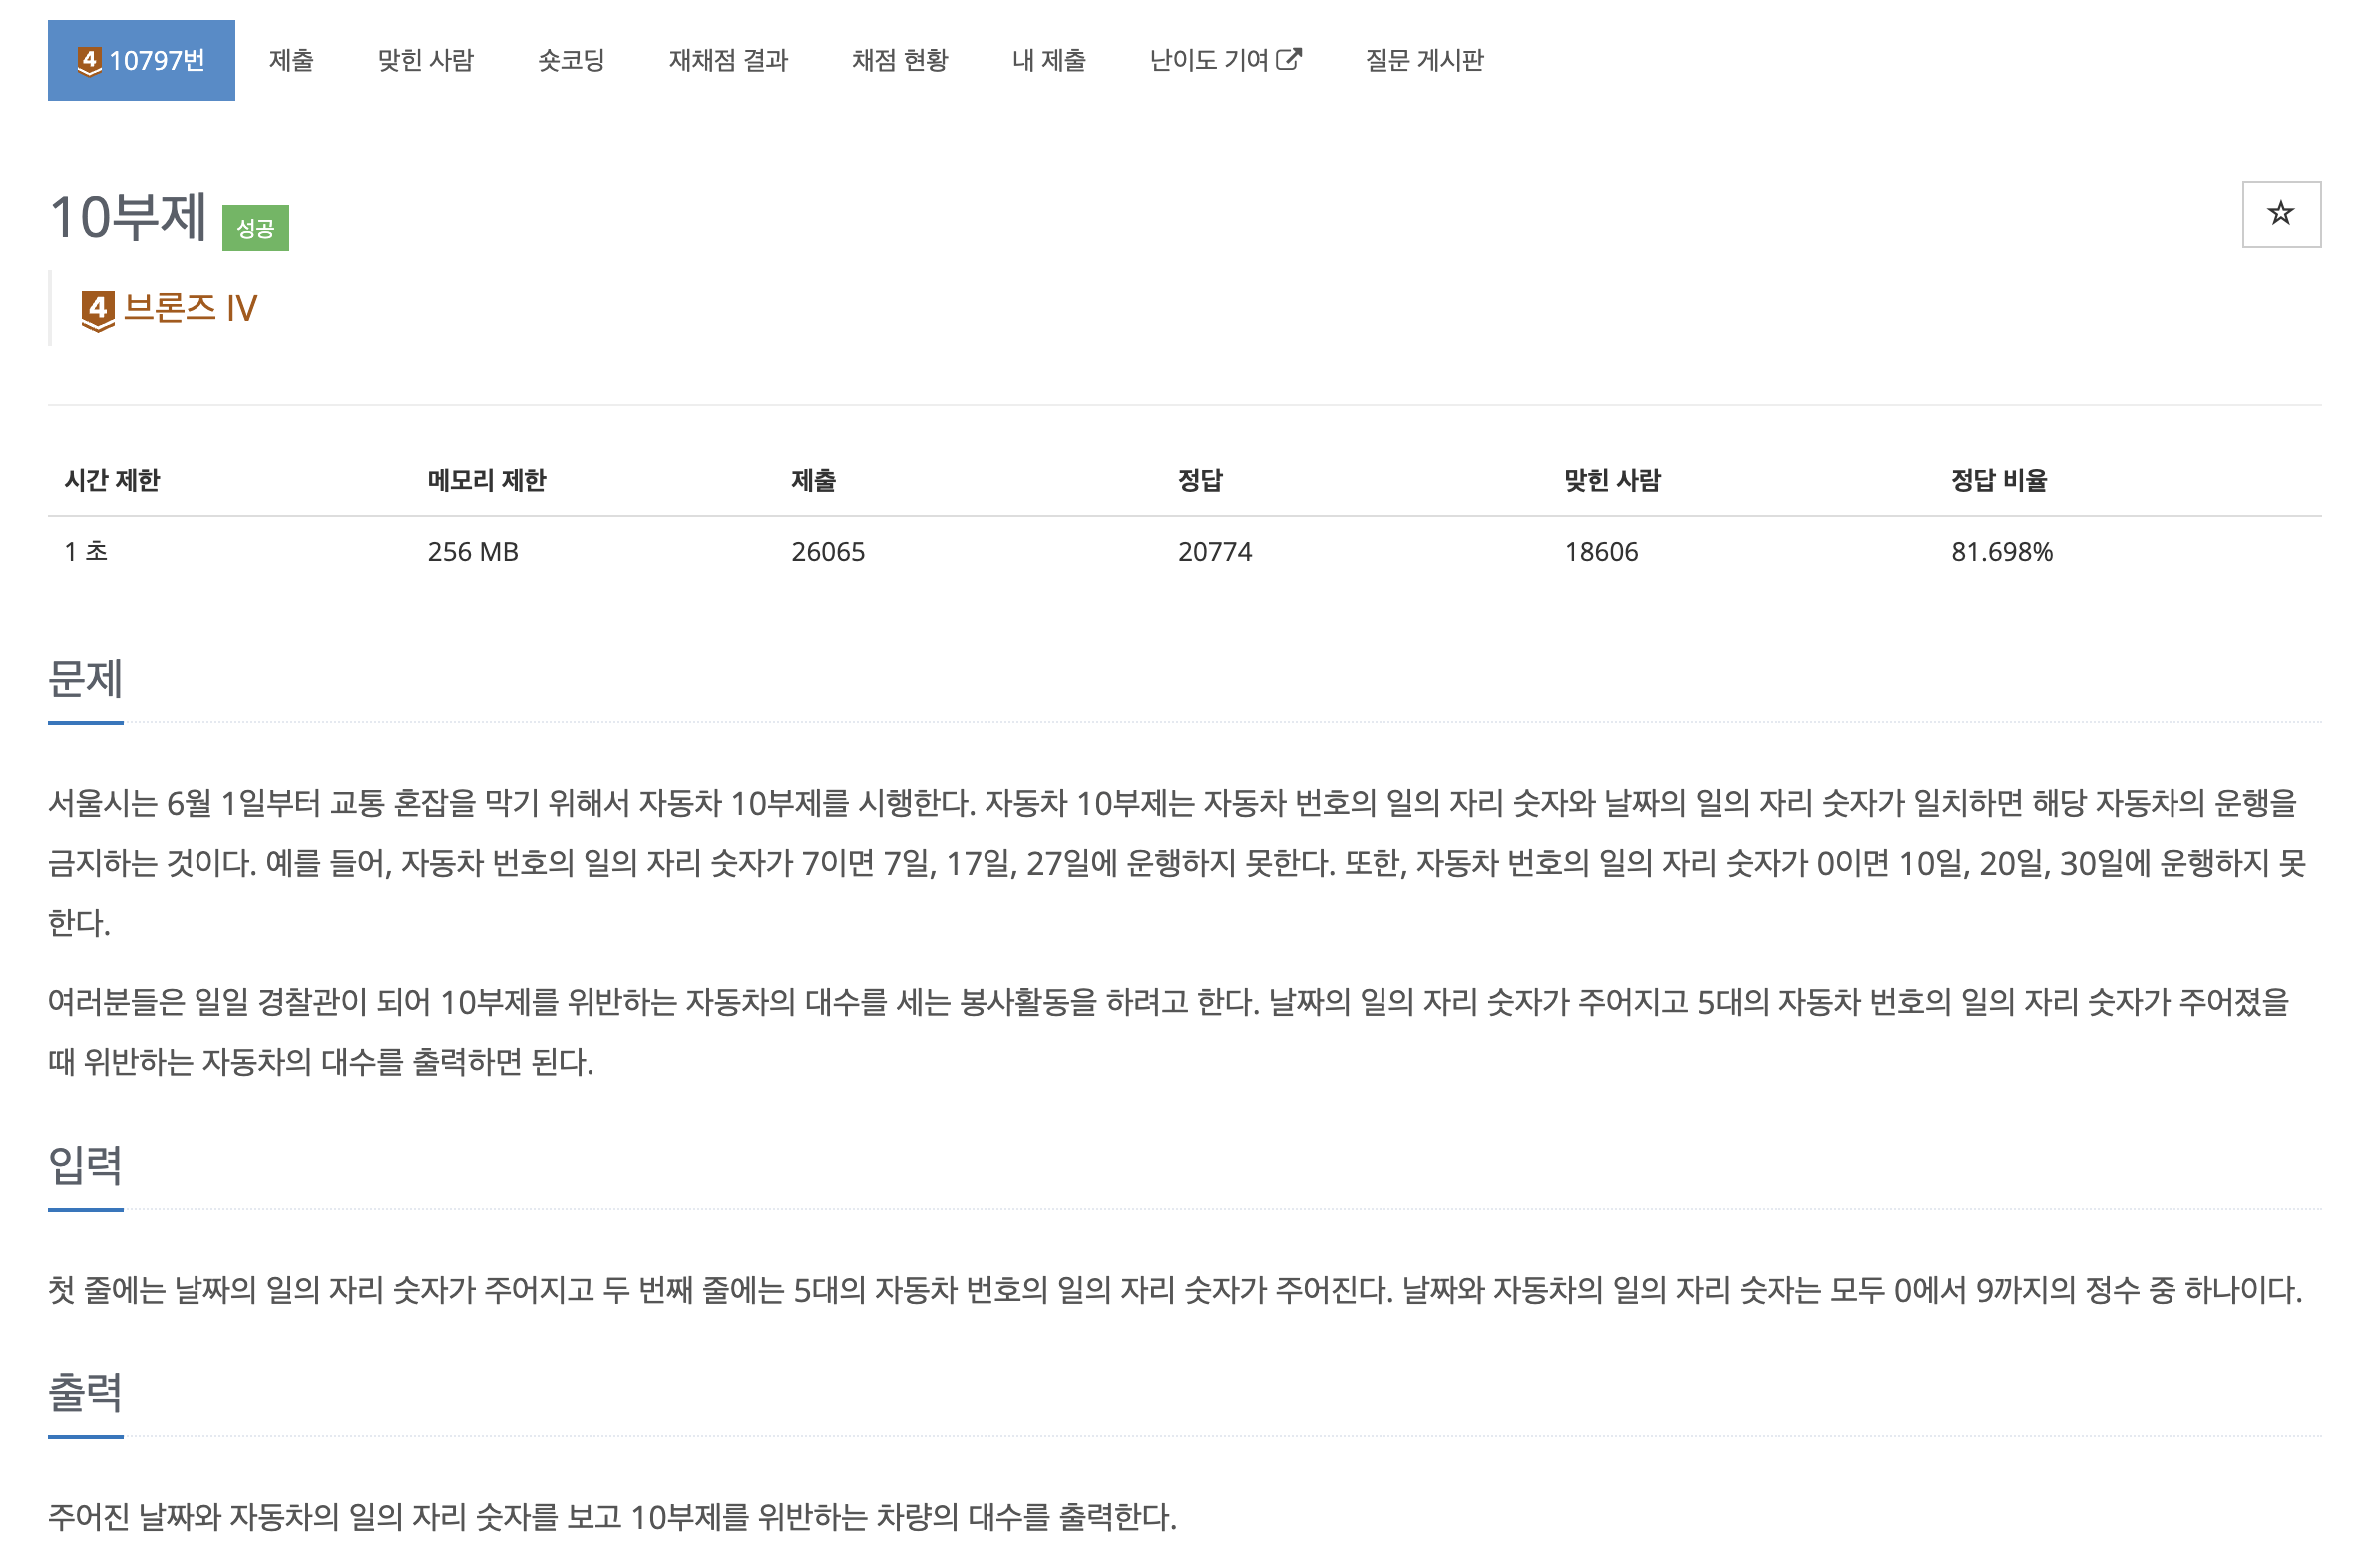 4 10797번 제출 맞힌 사람 숏코딩 재채점 결과 채점 현황 내 제출 난이도 기여 질문 게시판
10부제 성공
4 브론즈 IV
시간 제한 메모리 제한 제출 정답 맞힌 사람 정답 비율
1 초 256 MB 26065 20774 18606 81.698%
문제
서울시는 6월 1일부터 교통 혼잡을 막기 위해서 자동차 10부제를 시행한다. 자동차 10부제는 자동차 번호의 일의 자리 숫자와 날짜의 일의 자리 숫자가 일치하면 해당 자동차의 운행을
금지하는 것이다. 예를 들어, 자동차 번호의 일의 자리 숫자가 7이면 7일, 17일, 27일에 운행하지 못한다. 또한, 자동차 번호의 일의 자리 숫자가 0이면 10일, 20일, 30일에 운행하지 못
한다.
여러분들은 일일 경찰관이 되어 10부제를 위반하는 자동차의 대수를 세는 봉사활동을 하려고 한다. 날짜의 일의 자리 숫자가 주어지고 5대의 자동차 번호의 일의 자리 숫자가 주어졌을
때 위반하는 자동차의 대수를 출력하면 된다.
입력
첫 줄에는 날짜의 일의 자리 숫자가 주어지고 두 번째 줄에는 5대의 자동차 번호의 일의 자리 숫자가 주어진다. 날짜와 자동차의 일의 자리 숫자는 모두 0에서 9까지의 정수 중 하나이다.
출력
주어진 날짜와 자동차의 일의 자리 숫자를 보고 10부제를 위반하는 차량의 대수를 출력한다.